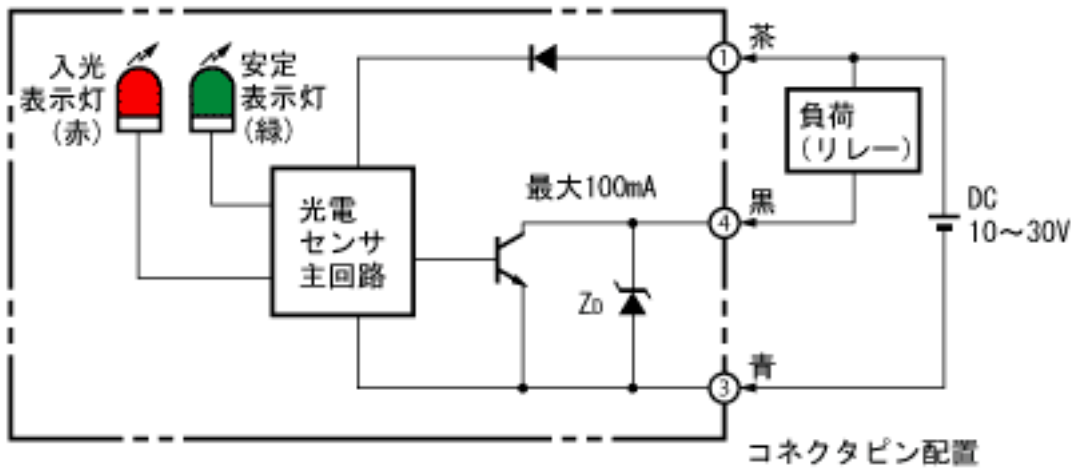 入光
表示灯
(赤)
安定
表示灯
(緑)
光電
センサ
主回路
最大100mA
ZD
①
茶
負荷
(リレー)
④
黒
DC
10～30V
③
青
コネクタピン配置